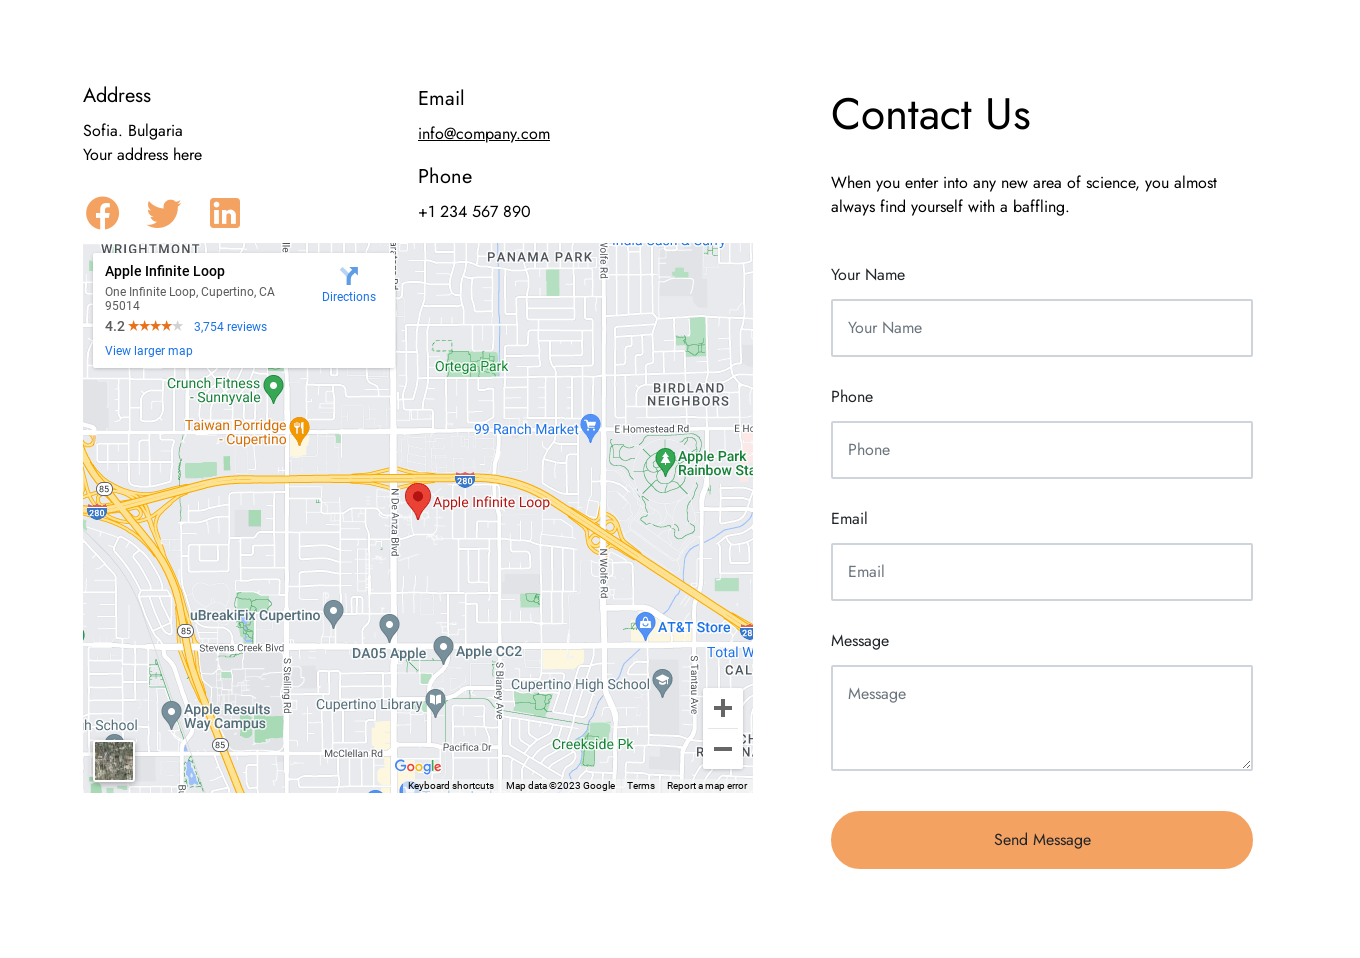 Address
Sofia. Bulgaria
Your address here
Email
info@company.com
Phone
+1 234 567 890
WRIGHTMONT
Apple Infinite Loop
One Infinite Loop, Cupertino, CA
95014
4.2
3,754 reviews
View larger map
Directions
PANAMA PARK
Wolfe Rd
Ortega Park
Crunch Fitness
- Sunnyvale
BIRDLAND
NEIGHBORS
Taiwan Porridge
- Cupertino
99 Ranch Market
E Homestead Rd
Apple Park
85
280
280
Apple Infinite Loop
N De Anza Blvd
N Wolfe Rd
uBreakiFix Cupertino
85
Stevens Creek Blvd
DA05 Apple
Apple CC2
AT&T Store
S Stelling Rd
S Blaney Ave
S Tantau Ave
Cupertino High School
Cupertino Library
Apple Results
Way Campus
85
McClellan Rd
Pacifica Dr
Creekside Pk
Google
Keyboard shortcuts
Map data ©2023 Google
Terms
Report a map error
Contact Us
When you enter into any new area of science, you almost
always find yourself with a baffling.
Your Name
Your Name
Phone
Phone
Email
Email
Message
Message
Send Message